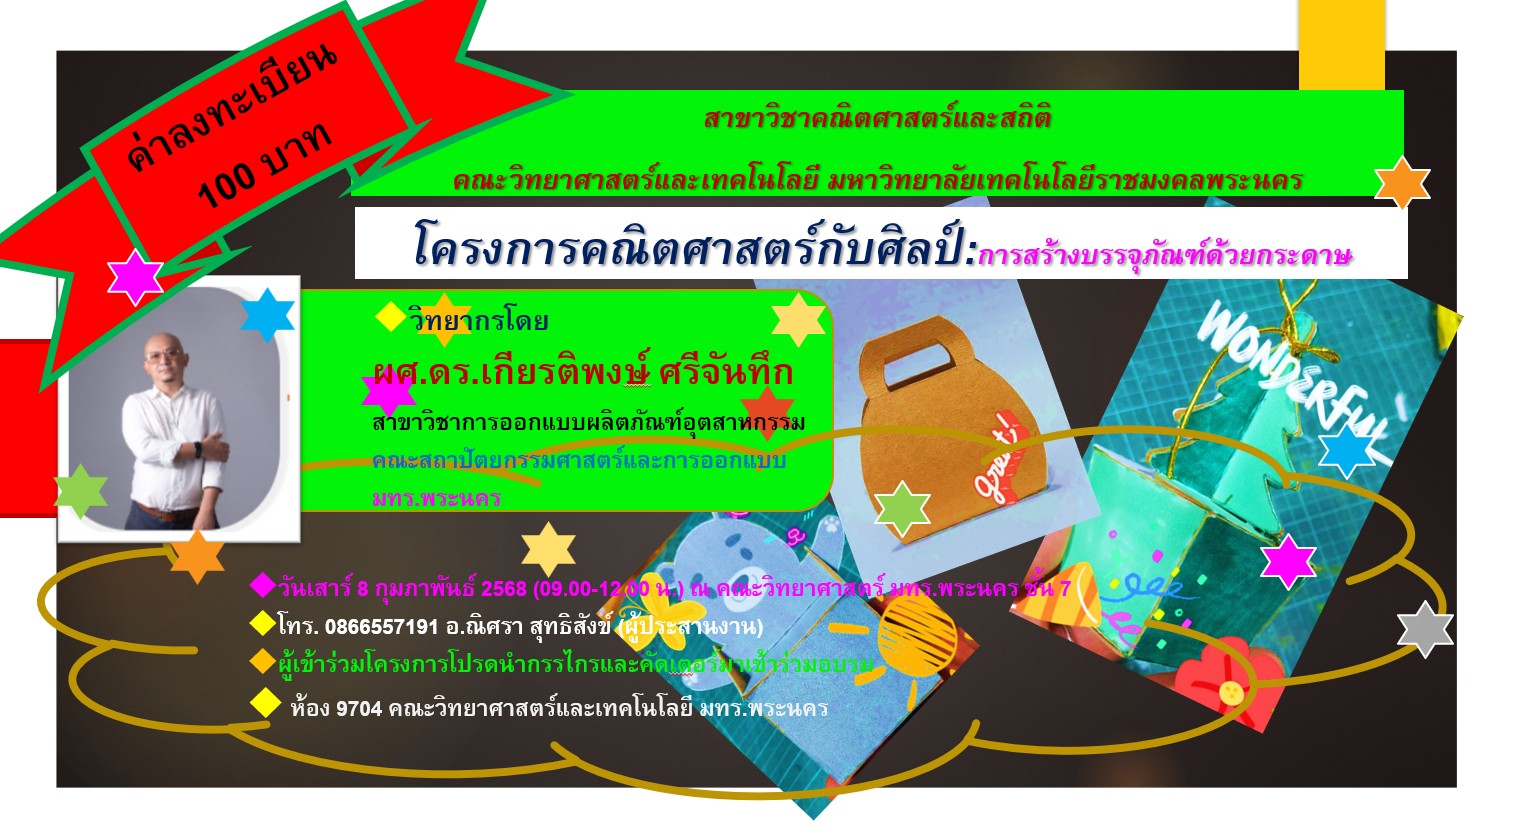 ค่าลงทะเบียน
100 บาท
สาขาวิชาคณิตศาสตร์และสถิติ
คณะวิทยาศาสตร์และเทคโนโลยี มหาวิทยาลัยเทคโนโลยีราชมงคลพระนคร
โครงการคณิตศาสตร์กับศิลป์:การสร้างบรรจุภัณฑ์ด้วยกระดาษ
วิทยากรโดย
ผศ.ดร.เกียรติพงษ์ ศรีจันทึก
สาขาวิชาการออกแบบผลิตภัณฑ์อุตสาหกรรม
คณะสถาปัตยกรรมศาสตร์และการออกแบบ
มทร.พระนคร
WONDERFUL
great!
วันเสาร์ 8 กุมภาพันธ์ 2568 (09.00-12.00 น.) ณ คณะวิทยาศาสตร์ มทร.พระนคร ชั้น 7
โทร. 0866557191 อ.ณิศรา สุทธิสังข์ (ผู้ประสานงาน)
ผู้เข้าร่วมโครงการโปรดนำกรรไกรและคัดเตอร์มาเข้าร่วมอบรม
ห้อง 9704 คณะวิทยาศาสตร์และเทคโนโลยี มทร.พระนคร